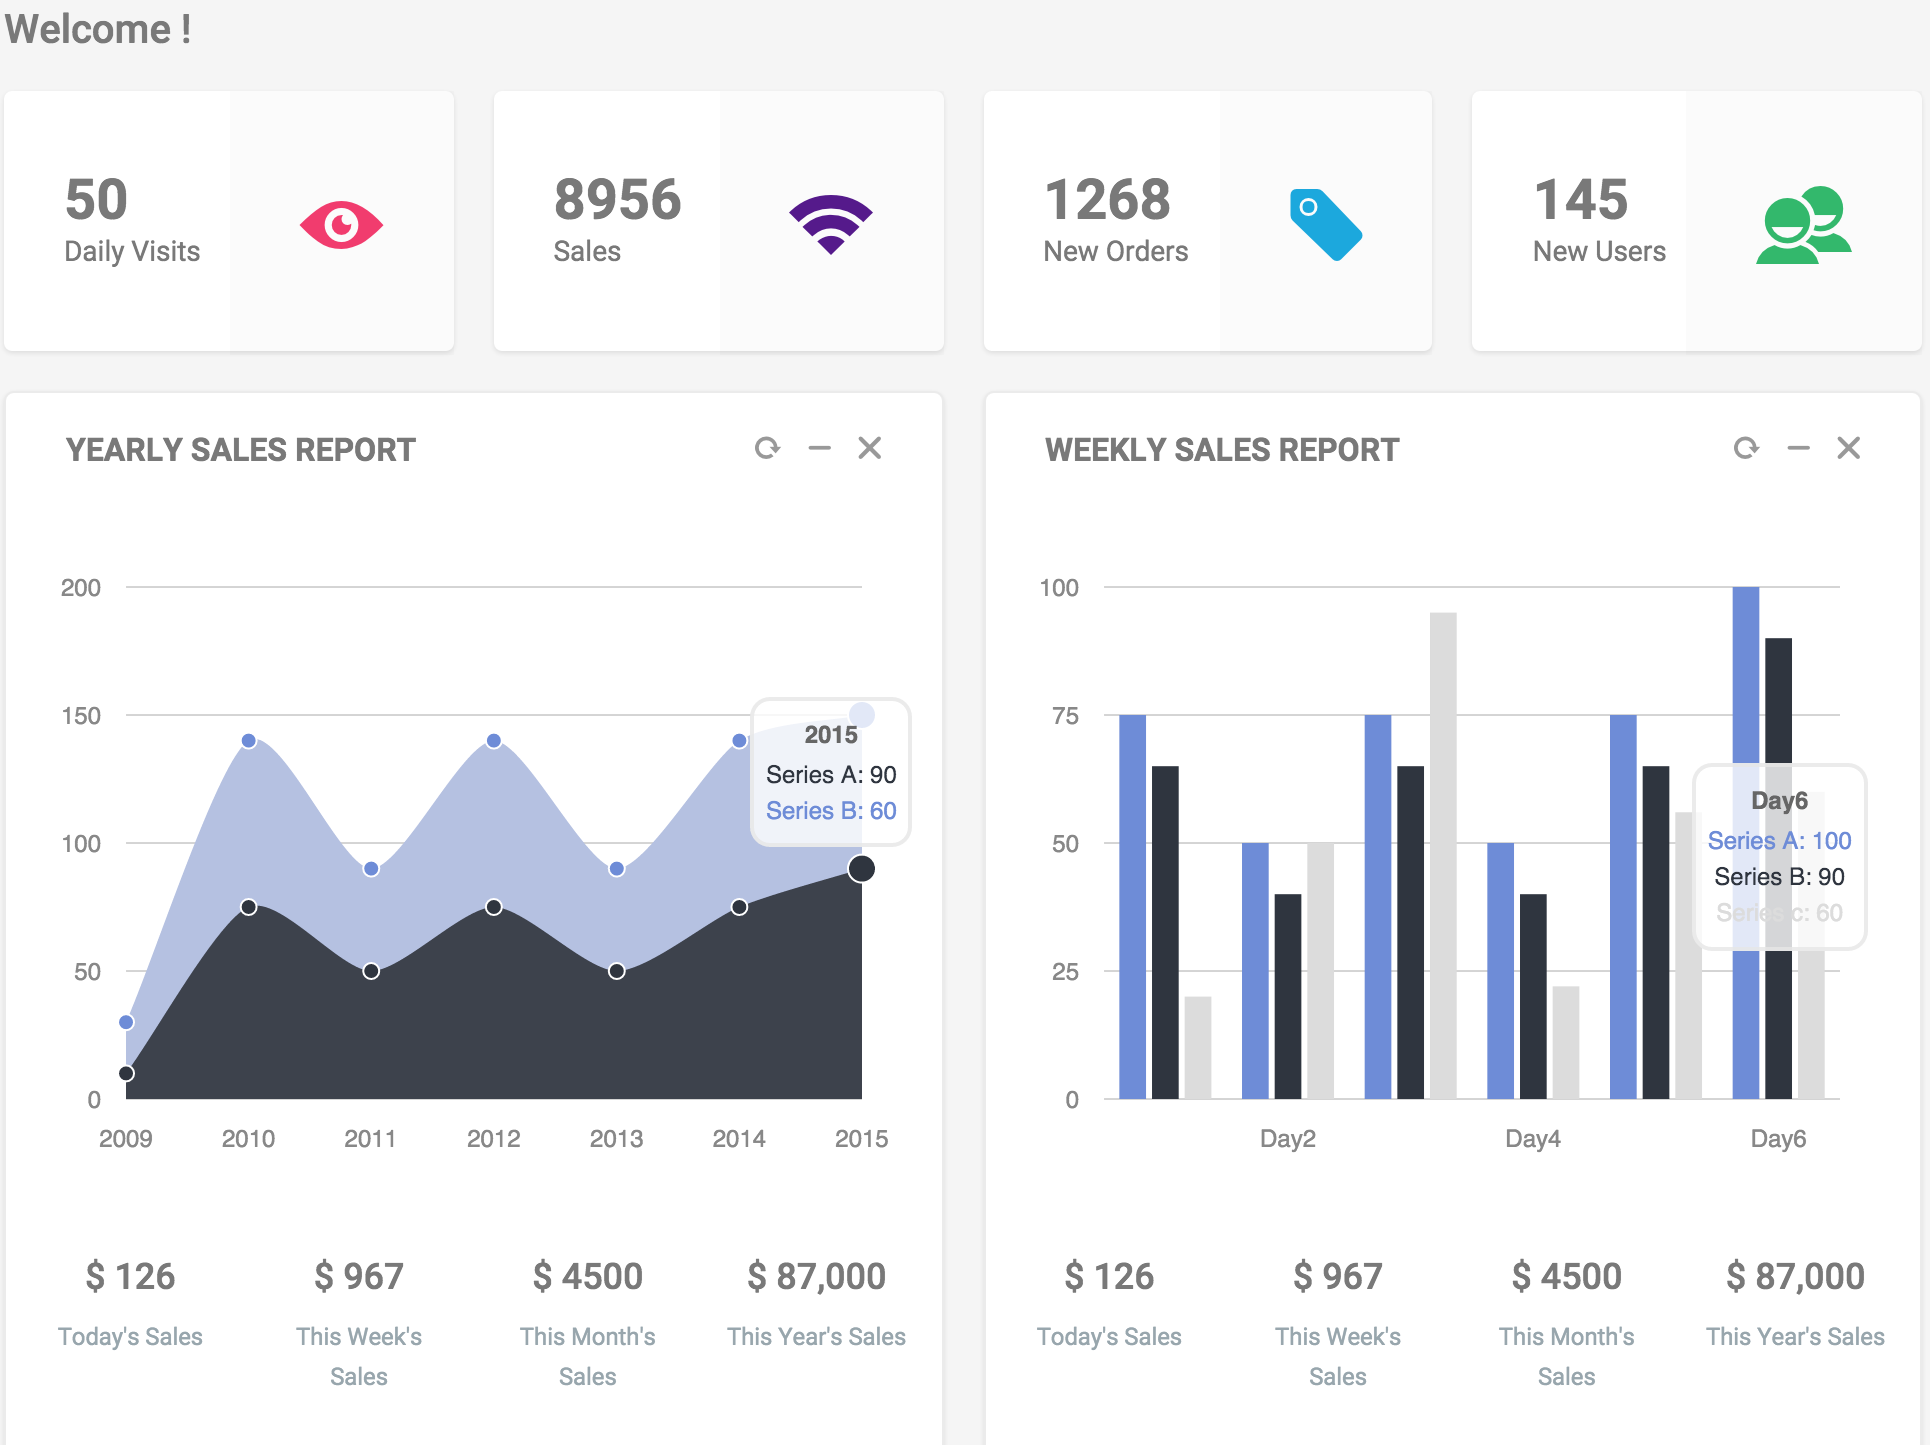 Welcome !
50
Daily Visits
8956
Sales
1268
New Orders
145
New Users
YEARLY SALES REPORT
200
150
100
50
0
2009 2010 2011 2012 2013 2014 2015
2015
Series A: 90
Series B: 60
$ 126
Today's Sales
$ 967
This Week's
Sales
$ 4500
This Month's
Sales
$ 87,000
This Year's Sales
WEEKLY SALES REPORT
100
75
50
25
0
Day2 Day4 Day6
Day6
Series A: 100
Series B: 90
Series c: 60
$ 126
Today's Sales
$ 967
This Week's
Sales
$ 4500
This Month's
Sales
$ 87,000
This Year's Sales